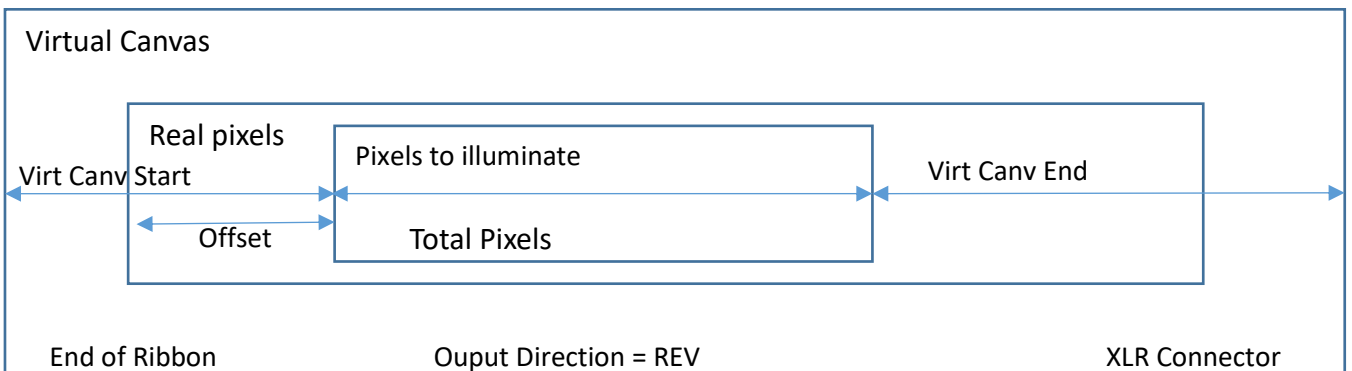 Virtual Canvas
Real pixels
Pixels to illuminate
Virt Canv Start
Virt Canv End
Offset
Total Pixels
End of Ribbon
Ouput Direction = REV
XLR Connector